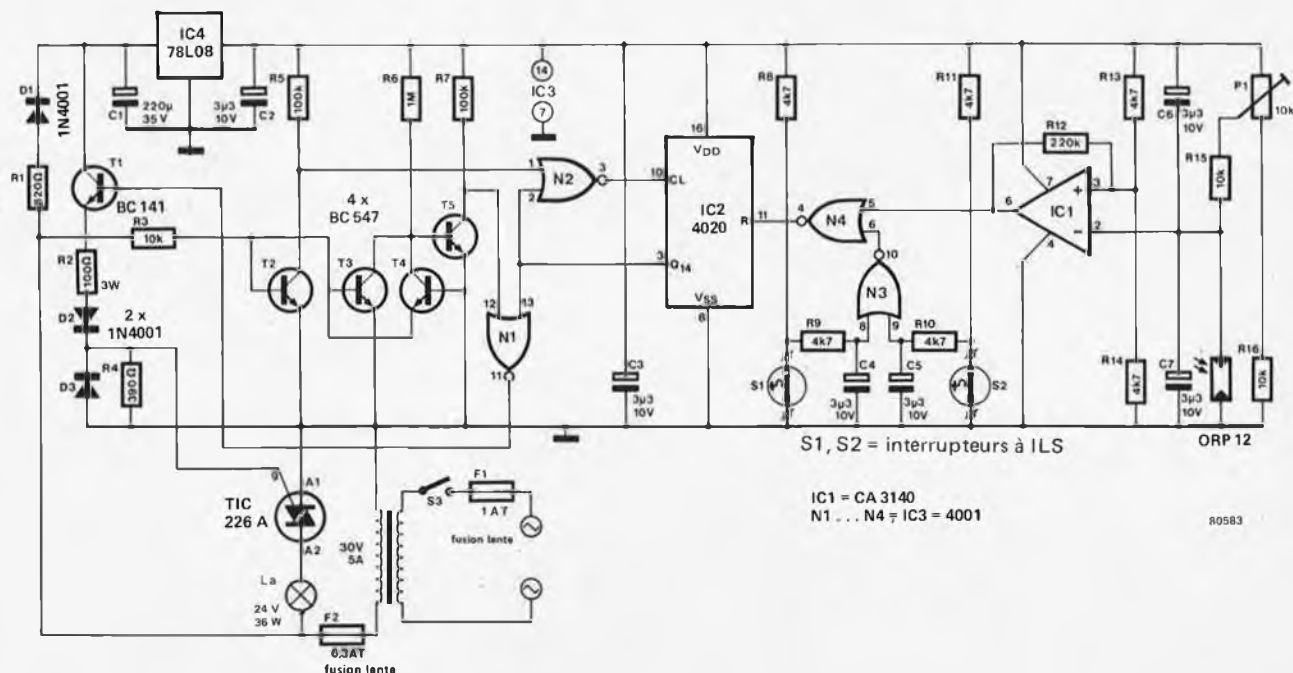 IC4
78L08
D1
1N4001
C1
220µ
35 V
3µ3
10V
C2
R5
100k
R6
1M
R7
100k
14
IC3
7
R8
4k7
R11
4k7
R13
4k7
C6
3µ3
10V
P1
10k
R12
220k
R15
10k
R1
820Ω
T1
BC 141
R3
10k
4 x
BC 547
T5
1
2
N2
3
10
CL
16
VDD
IC2
4020
R
11
4
N4
5
6
6
7
IC1
+
3
−
2
4
R2
100Ω
3W
T2
T3
T4
3
Q14
VSS
8
10
N3
8
9
D2
2 x
1N4001
12
13
N1
11
R9
4k7
R10
4k7
R4
390Ω
D3
C3
3µ3
10V
S1
C4
3µ3
10V
C5
3µ3
10V
S2
R14
4k7
C7
3µ3
10V
R16
10k
S1, S2 = interrupteurs à ILS
ORP 12
g
A1
TIC
226 A
A2
S3
F1
1 AT
fusion lente
30V
5A
IC1 = CA 3140
N1 . . . N4 = IC3 = 4001
80583
La
24 V
36 W
F2
6,3AT
fusion lente